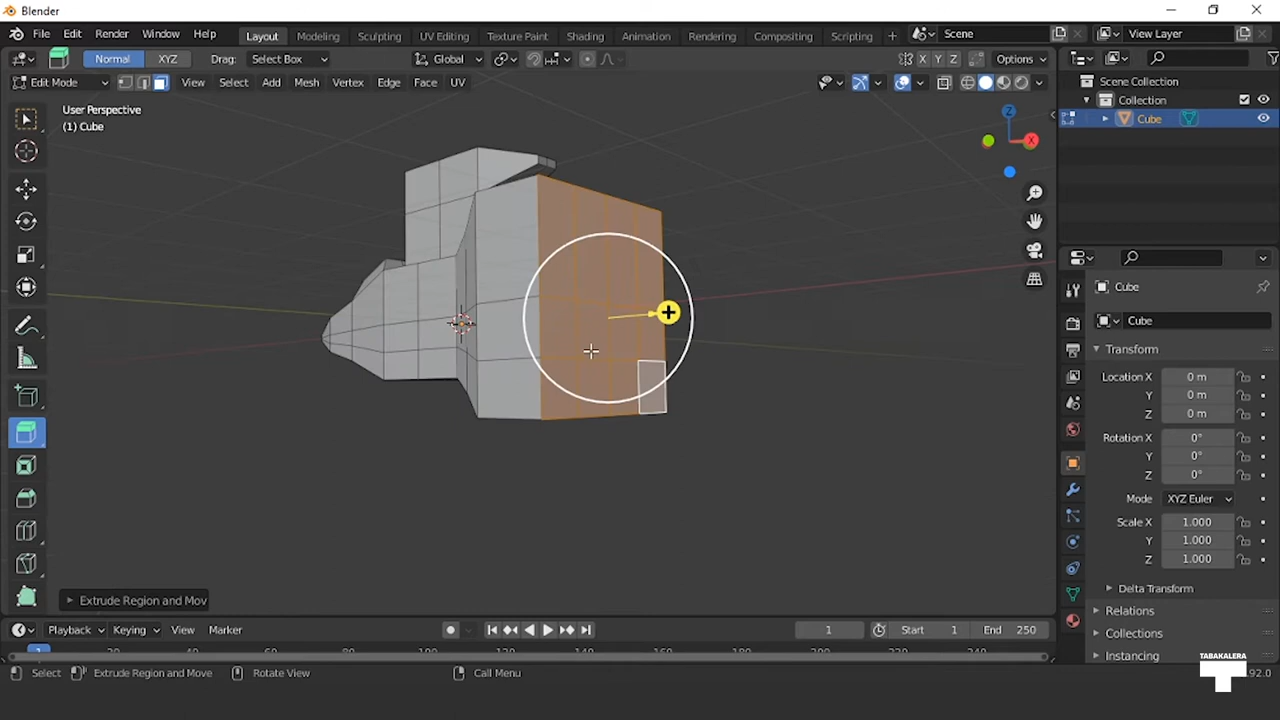 Blender
File Edit Render Window Help Layout Modeling Sculpting UV Editing Texture Paint Shading Animation Rendering Compositing Scripting + Scene View Layer
Normal XYZ Drag: Select Box Global X Y Z Options
Edit Mode View Select Add Mesh Vertex Edge Face UV
Scene Collection
Collection
Cube
User Perspective
(1) Cube
Z
X
Cube
Cube
Transform
Location X 0 m
Y 0 m
Z 0 m
Rotation X 0°
Y 0°
Z 0°
Mode XYZ Euler
Scale X 1.000
Y 1.000
Z 1.000
Delta Transform
Relations
Collections
Instancing
Extrude Region and Mov
Playback Keying View Marker 1 Start 1 End 250
Select Extrude Region and Move Rotate View Call Menu
TABAKALERA
92.0